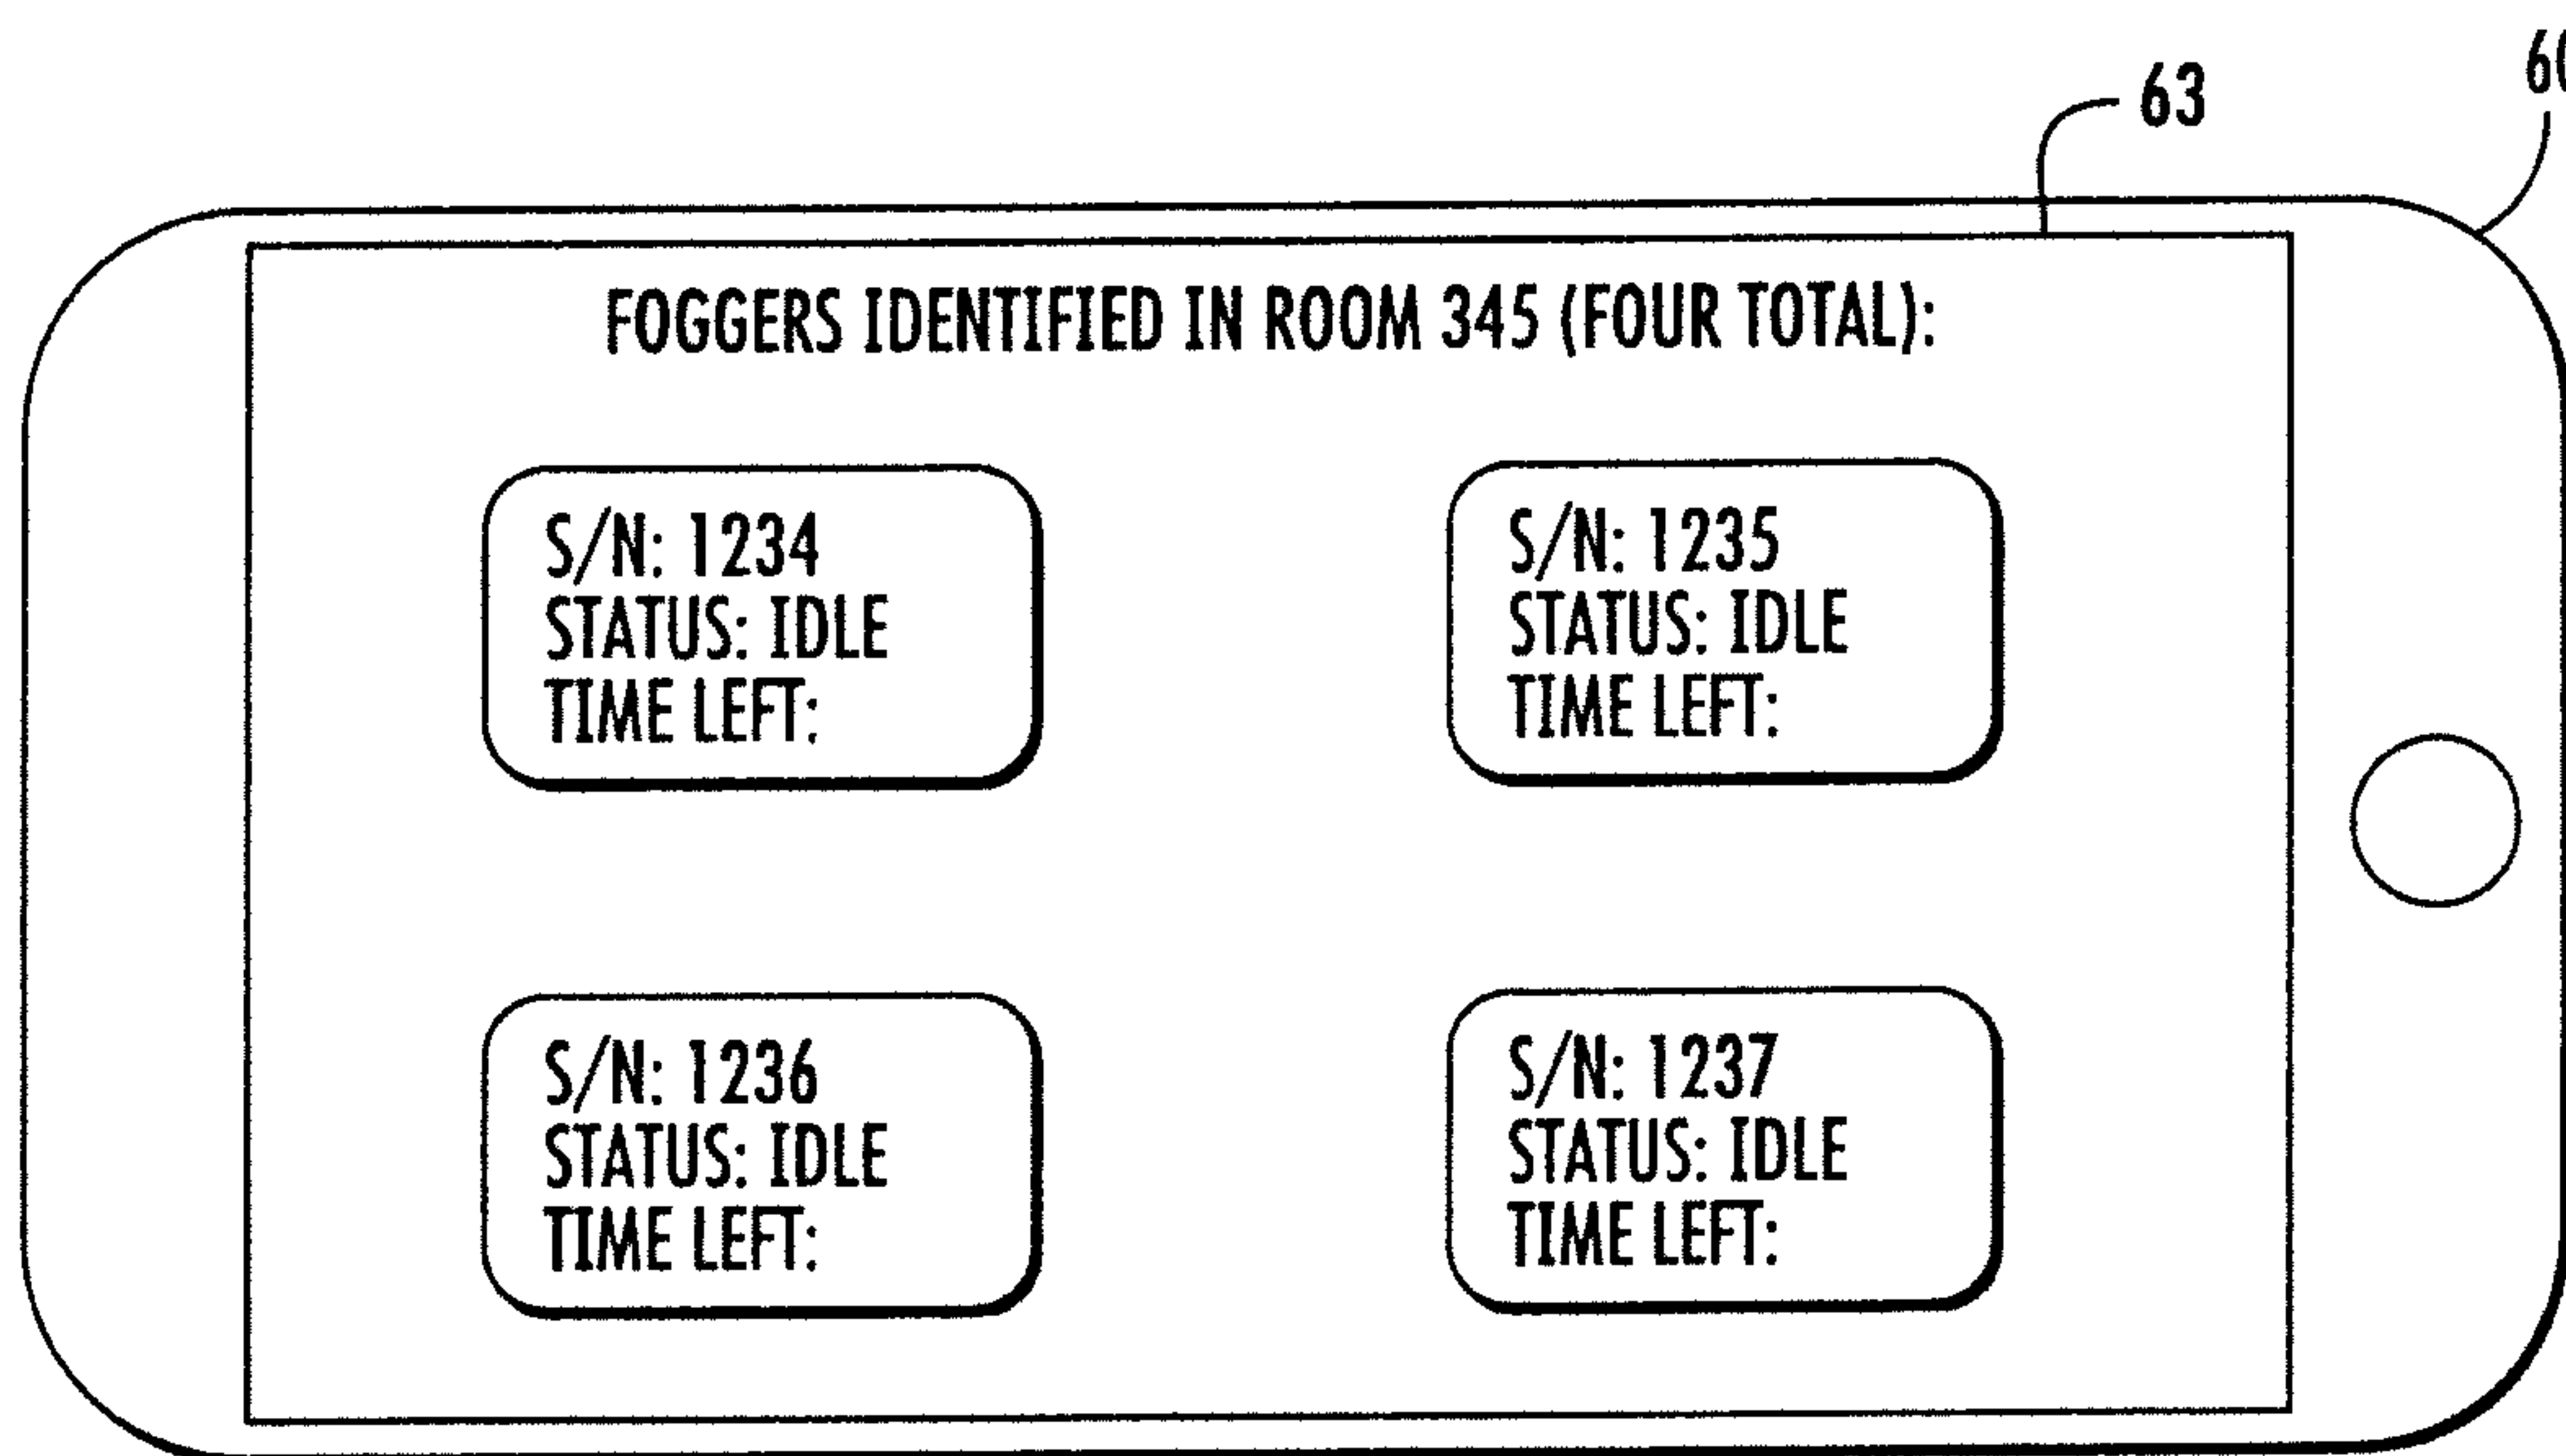 63
FOGGERS IDENTIFIED IN ROOM 345 (FOUR TOTAL):
S/N: 1234
STATUS: IDLE
TIME LEFT:
S/N: 1235
STATUS: IDLE
TIME LEFT:
S/N: 1236
STATUS: IDLE
TIME LEFT:
S/N: 1237
STATUS: IDLE
TIME LEFT: